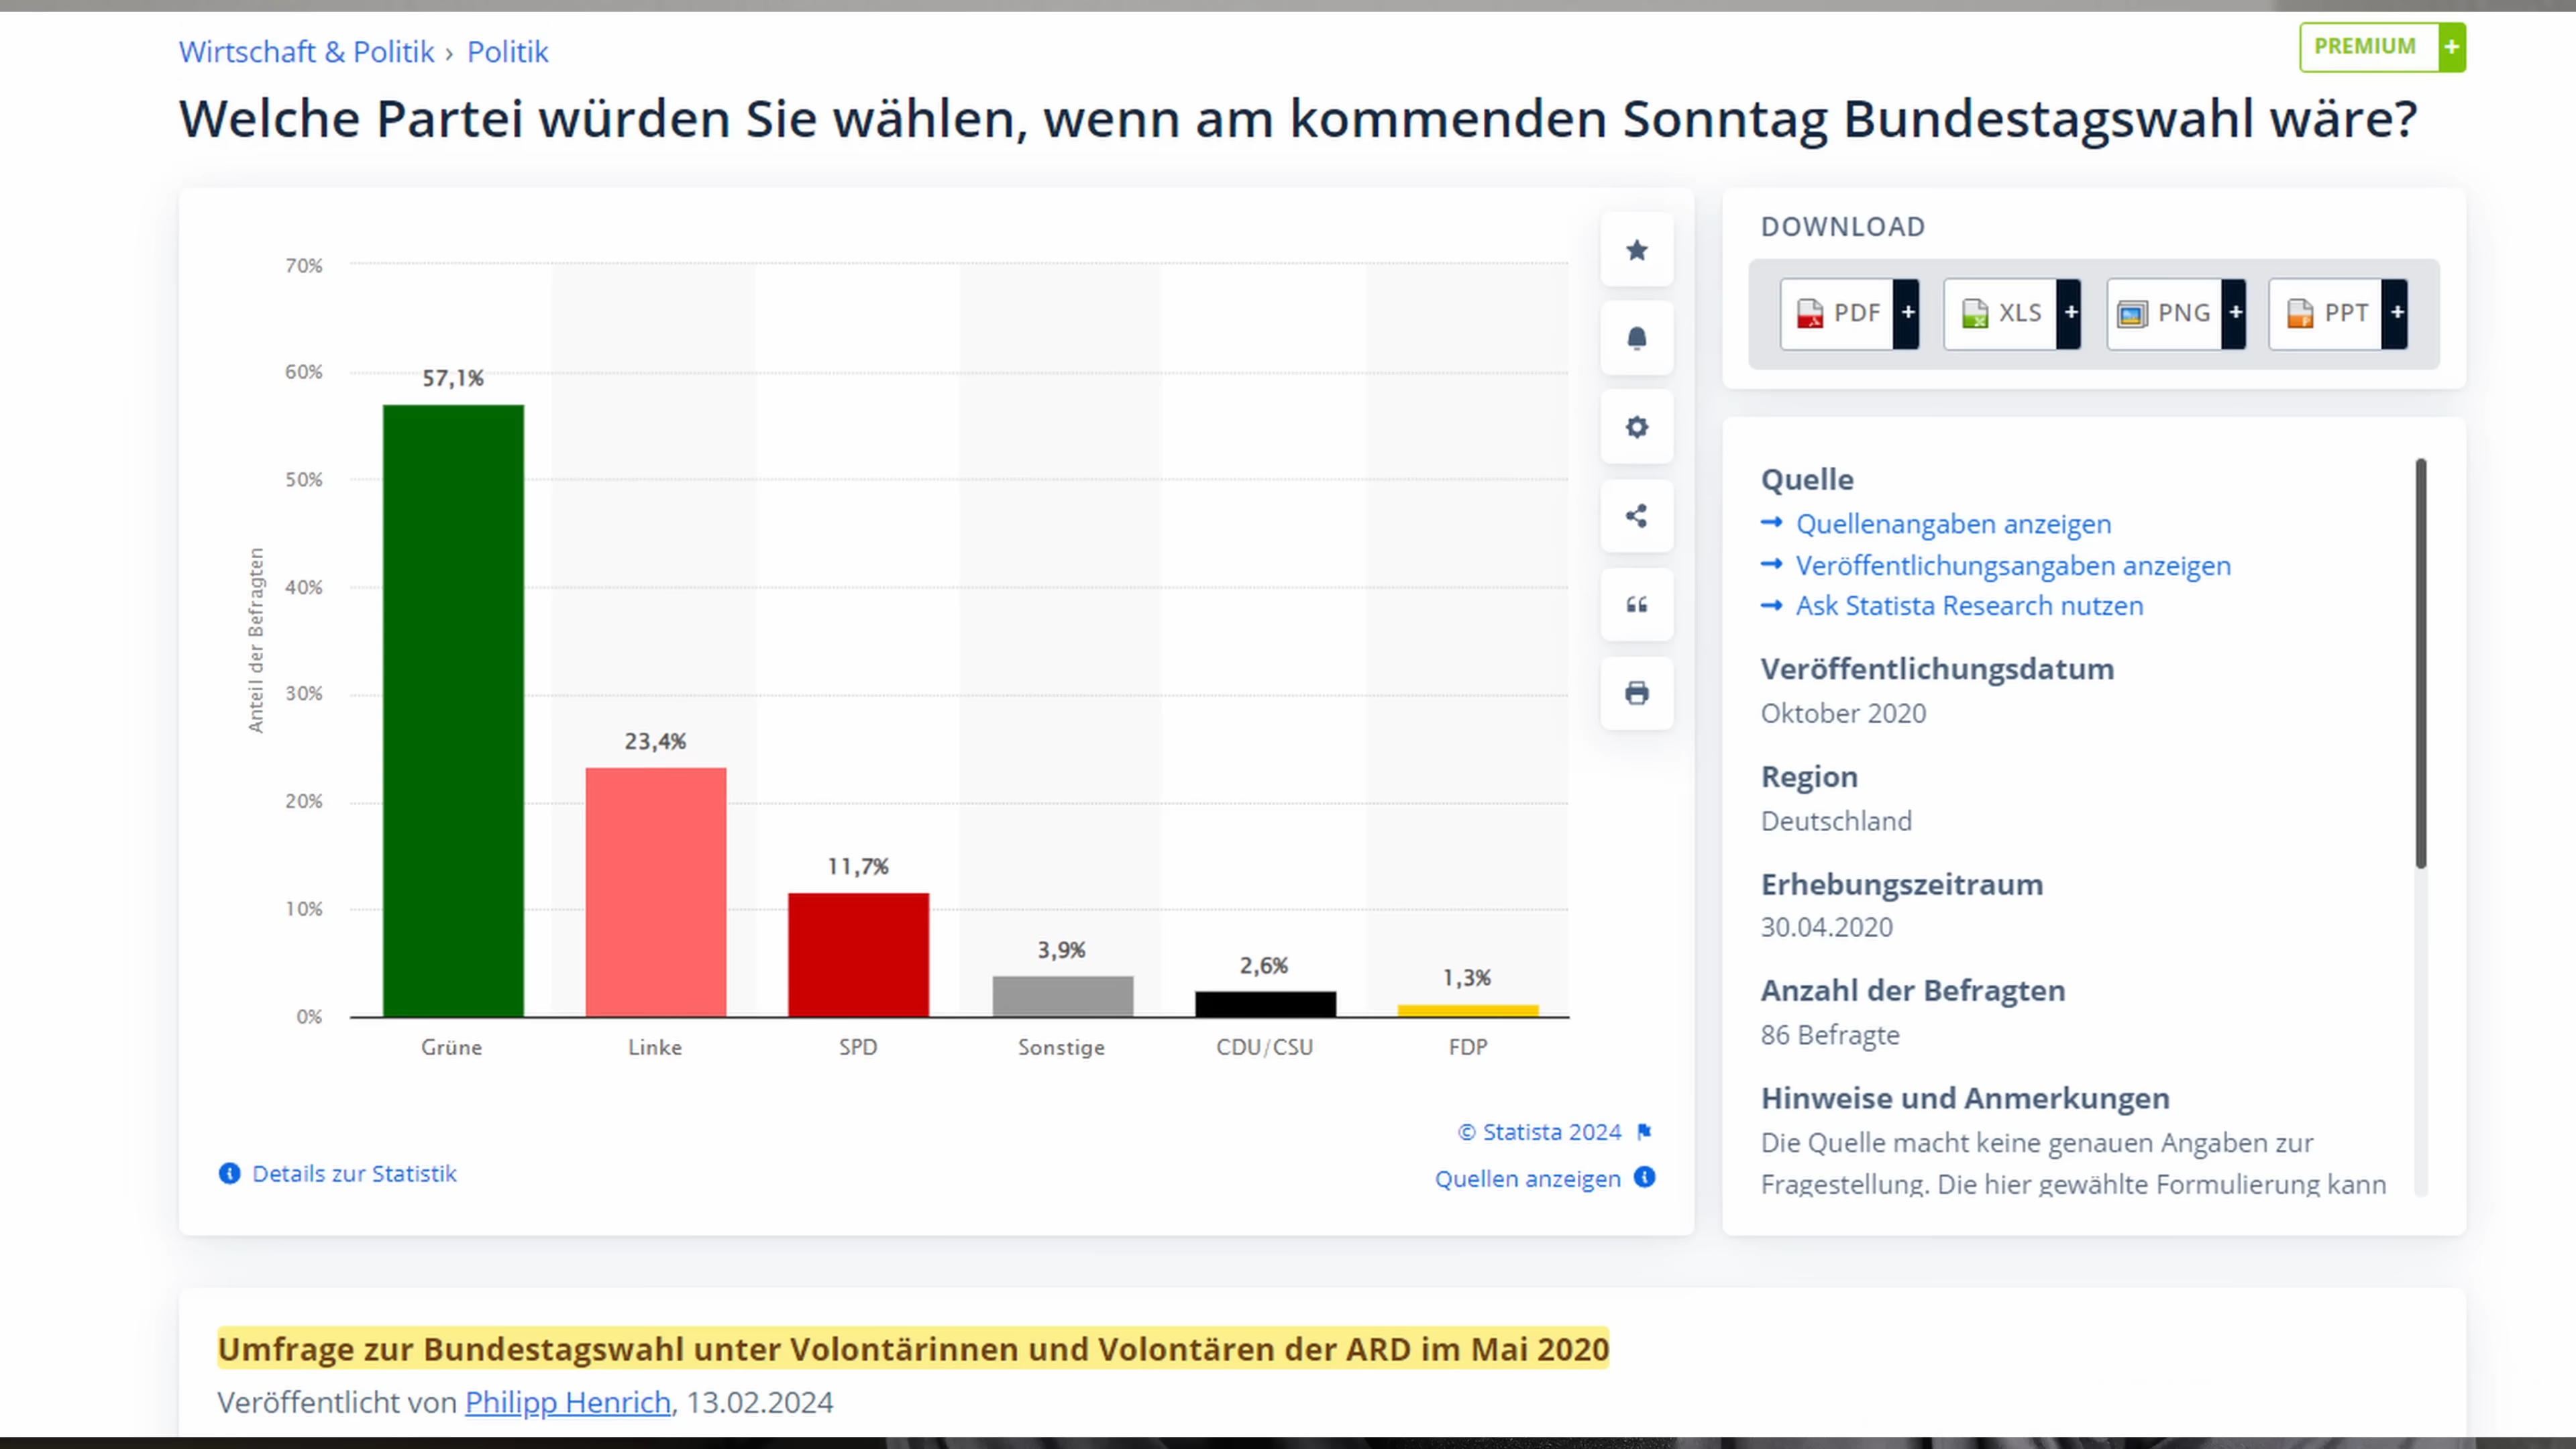 Wirtschaft & Politik › Politik
PREMIUM +
Welche Partei würden Sie wählen, wenn am kommenden Sonntag Bundestagswahl wäre?
70%
60%
50%
40%
30%
20%
10%
0%
Anteil der Befragten
57,1%
23,4%
11,7%
3,9%
2,6%
1,3%
Grüne
Linke
SPD
Sonstige
CDU/CSU
FDP
© Statista 2024
Details zur Statistik
Quellen anzeigen
DOWNLOAD
PDF + XLS + PNG + PPT +
Quelle
→ Quellenangaben anzeigen
→ Veröffentlichungsangaben anzeigen
→ Ask Statista Research nutzen
Veröffentlichungsdatum
Oktober 2020
Region
Deutschland
Erhebungszeitraum
30.04.2020
Anzahl der Befragten
86 Befragte
Hinweise und Anmerkungen
Die Quelle macht keine genauen Angaben zur
Fragestellung. Die hier gewählte Formulierung kann
Umfrage zur Bundestagswahl unter Volontärinnen und Volontären der ARD im Mai 2020
Veröffentlicht von Philipp Henrich, 13.02.2024